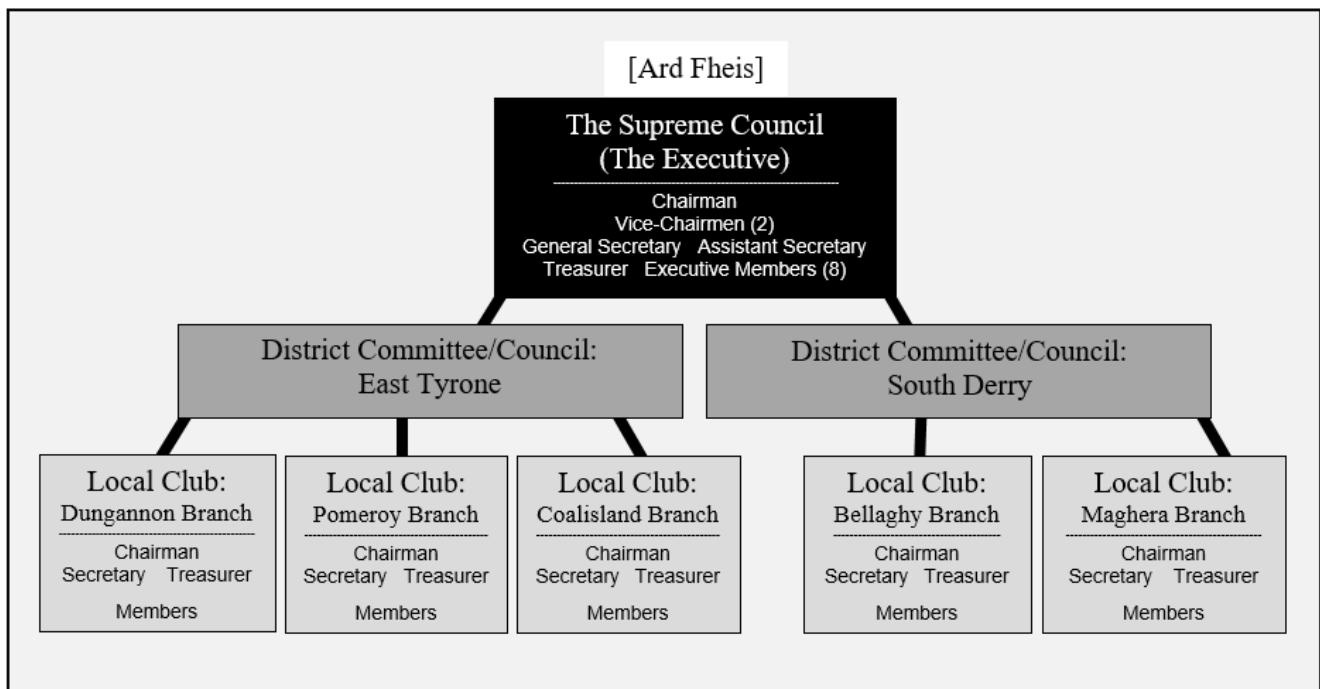 [Ard Fheis]
The Supreme Council
(The Executive)
Chairman
Vice-Chairmen (2)
General Secretary Assistant Secretary
Treasurer Executive Members (8)
District Committee/Council:
East Tyrone
District Committee/Council:
South Derry
Local Club:
Dungannon Branch
Chairman
Secretary Treasurer
Members
Local Club:
Pomeroy Branch
Chairman
Secretary Treasurer
Members
Local Club:
Coalisland Branch
Chairman
Secretary Treasurer
Members
Local Club:
Bellaghy Branch
Chairman
Secretary Treasurer
Members
Local Club:
Maghera Branch
Chairman
Secretary Treasurer
Members